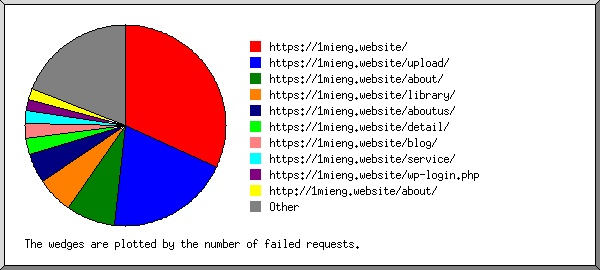 https://1mieng.website/
https://1mieng.website/upload/
https://1mieng.website/about/
https://1mieng.website/library/
https://1mieng.website/aboutus/
https://1mieng.website/detail/
https://1mieng.website/blog/
https://1mieng.website/service/
https://1mieng.website/wp-login.php
http://1mieng.website/about/
Other
The wedges are plotted by the number of failed requests.